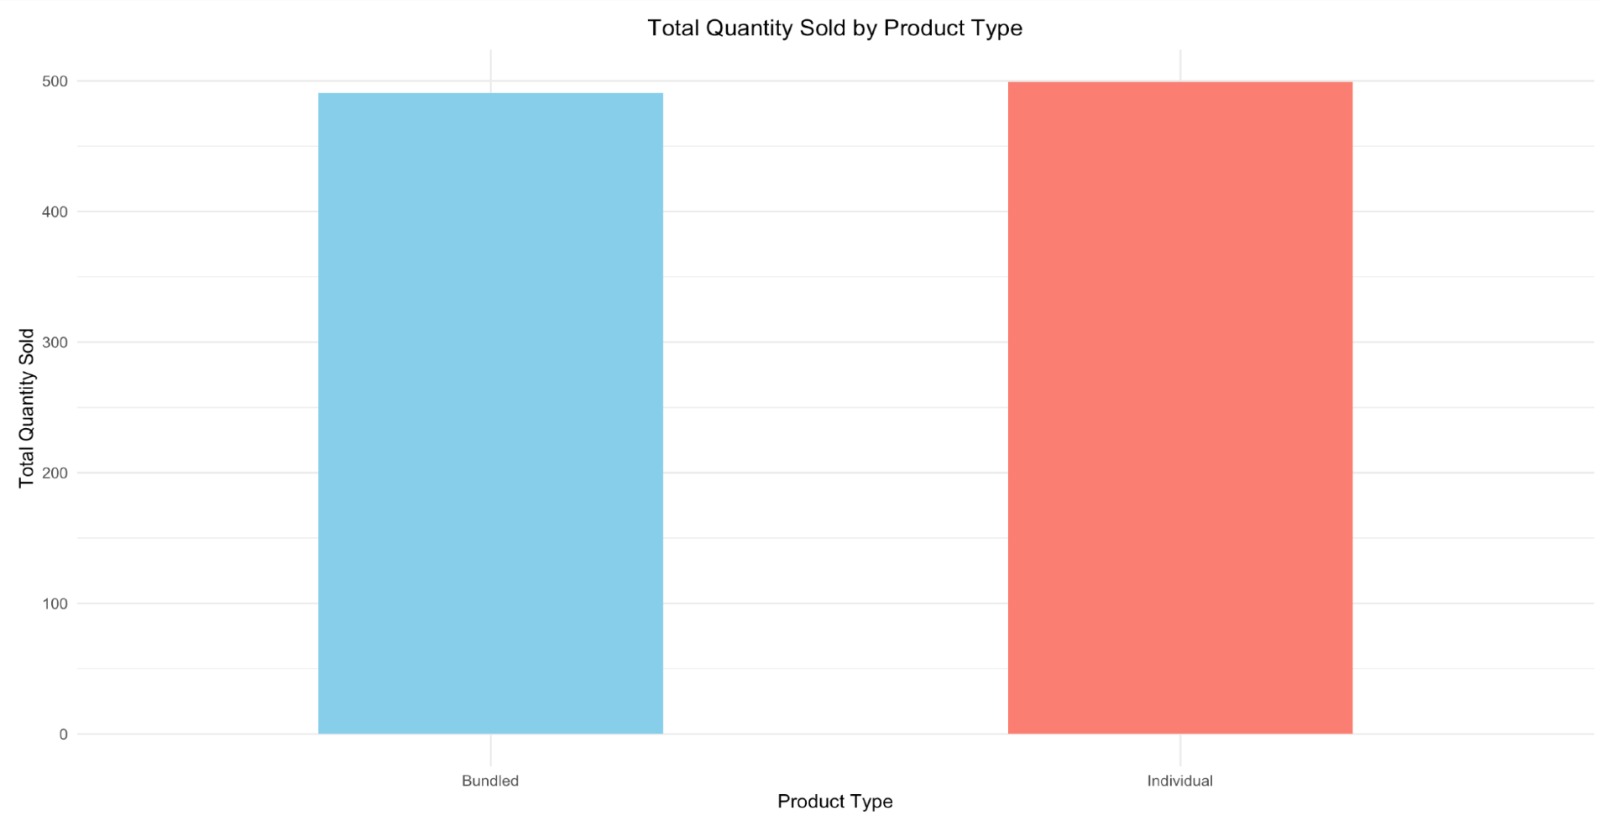 Total Quantity Sold by Product Type
Total Quantity Sold
500
400
300
200
100
0
Bundled
Individual
Product Type